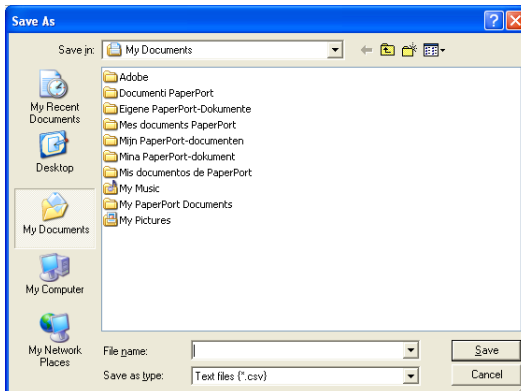 Save As
Save in:
My Documents
My Recent Documents
Desktop
My Documents
My Computer
My Network Places
Adobe
Documenti PaperPort
Eigene PaperPort-Dokumente
Mes documents PaperPort
Mijn PaperPort-documenten
Mina PaperPort-dokument
Mis documentos de PaperPort
My Music
My PaperPort Documents
My Pictures
File name:
Save
Save as type:
Text files (*.csv)
Cancel